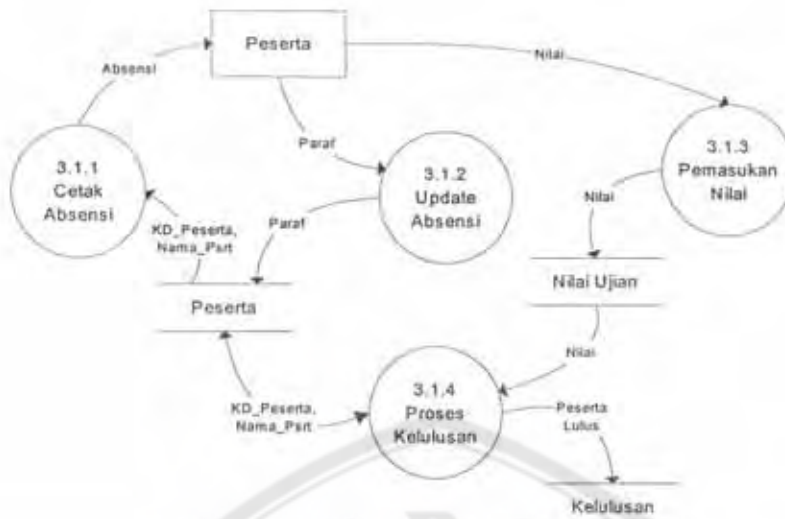 Peserta
Absensi
Nilai
Paraf
3.1.1
Cetak
Absensi
3.1.2
Update
Absensi
3.1.3
Pemasukan
Nilai
KD_Peserta,
Nama_Psrt
Paraf
Nilai
Peserta
Nilai Ujian
Nilai
KD_Peserta,
Nama_Psrt
3.1.4
Proses
Kelulusan
Peserta
Lulus
Kelulusan